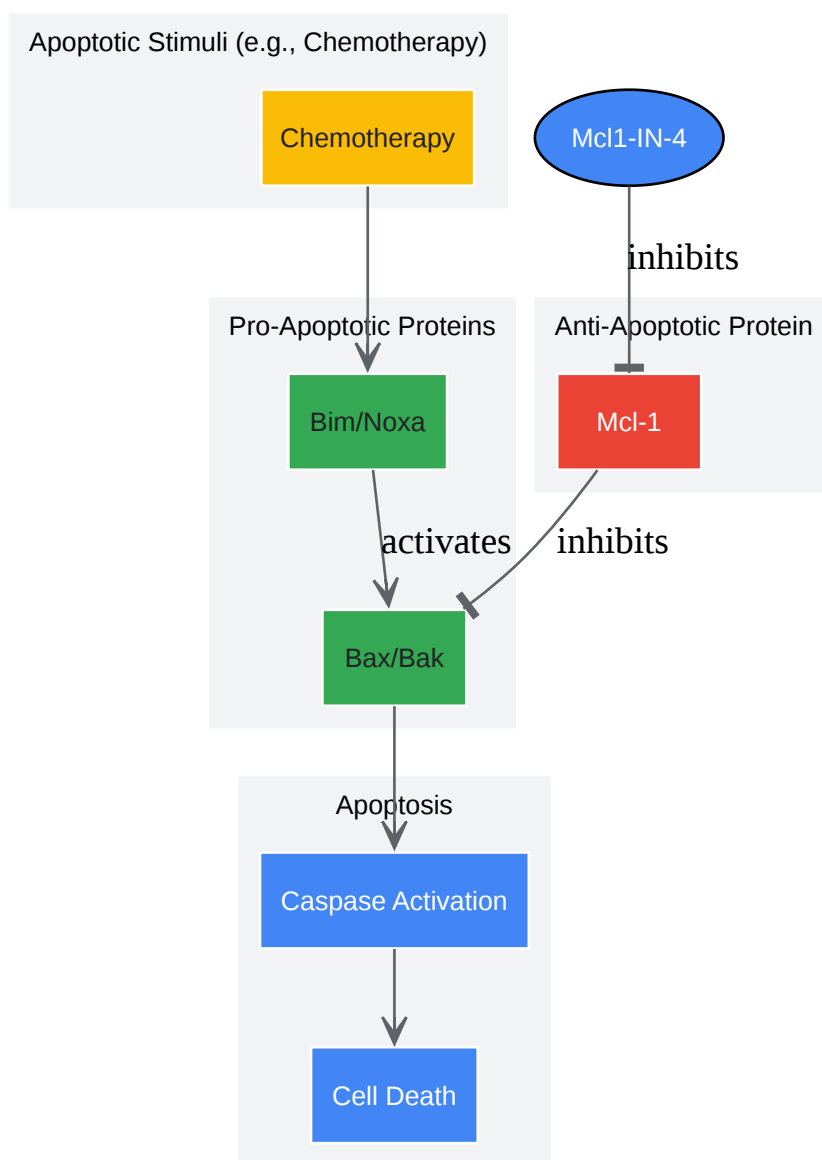 Apoptotic Stimuli (e.g., Chemotherapy)
Chemotherapy
Mcl1-IN-4
inhibits
Pro-Apoptotic Proteins
Anti-Apoptotic Protein
Bim/Noxa
Mcl-1
activates
inhibits
Bax/Bak
Apoptosis
Caspase Activation
Cell Death